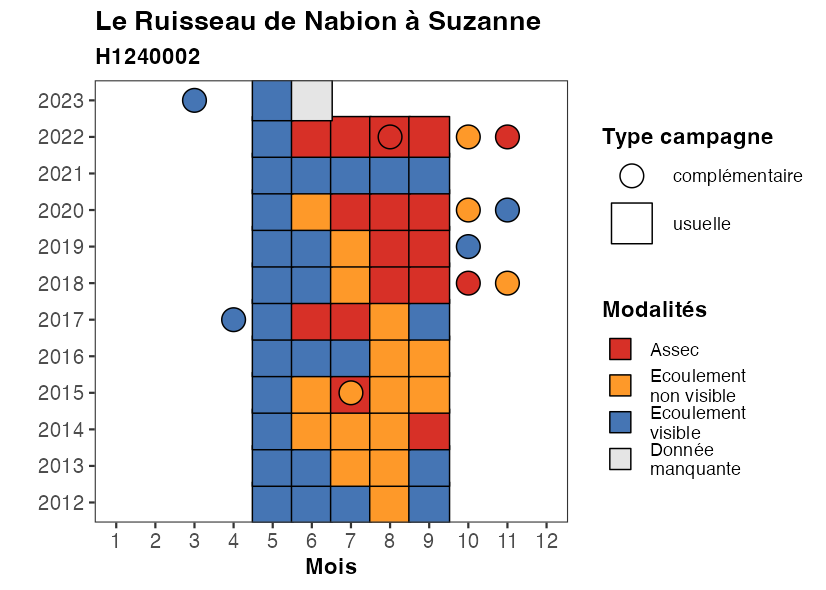 Le Ruisseau de Nabion à Suzanne
H1240002
2023
2022
2021
2020
2019
2018
2017
2016
2015
2014
2013
2012
1 2 3 4 5 6 7 8 9 10 11 12
Mois
Type campagne
complémentaire
usuelle
Modalités
Assec
Ecoulement
non visible
Ecoulement
visible
Donnée
manquante